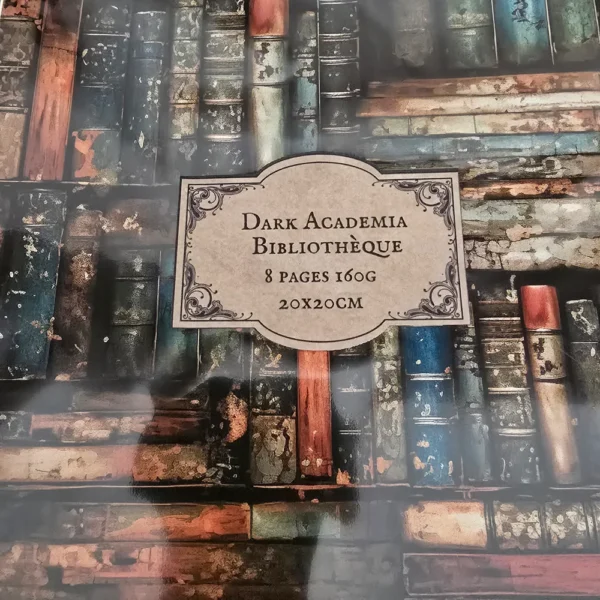 Dark Academia
Bibliothèque
8 pages 160g
20x20cm